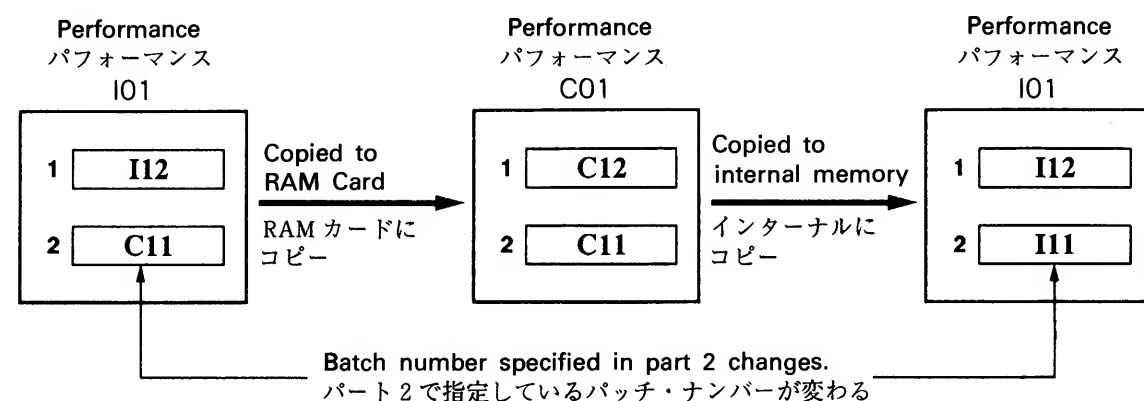 Performance
パフォーマンス
I01
1 I12
2 C11
Copied to
RAM Card
RAM カードに
コピー
Performance
パフォーマンス
C01
1 C12
2 C11
Copied to
internal memory
インターナルに
コピー
Performance
パフォーマンス
I01
1 I12
2 I11
Batch number specified in part 2 changes.
パート 2 で指定しているパッチ・ナンバーが変わる